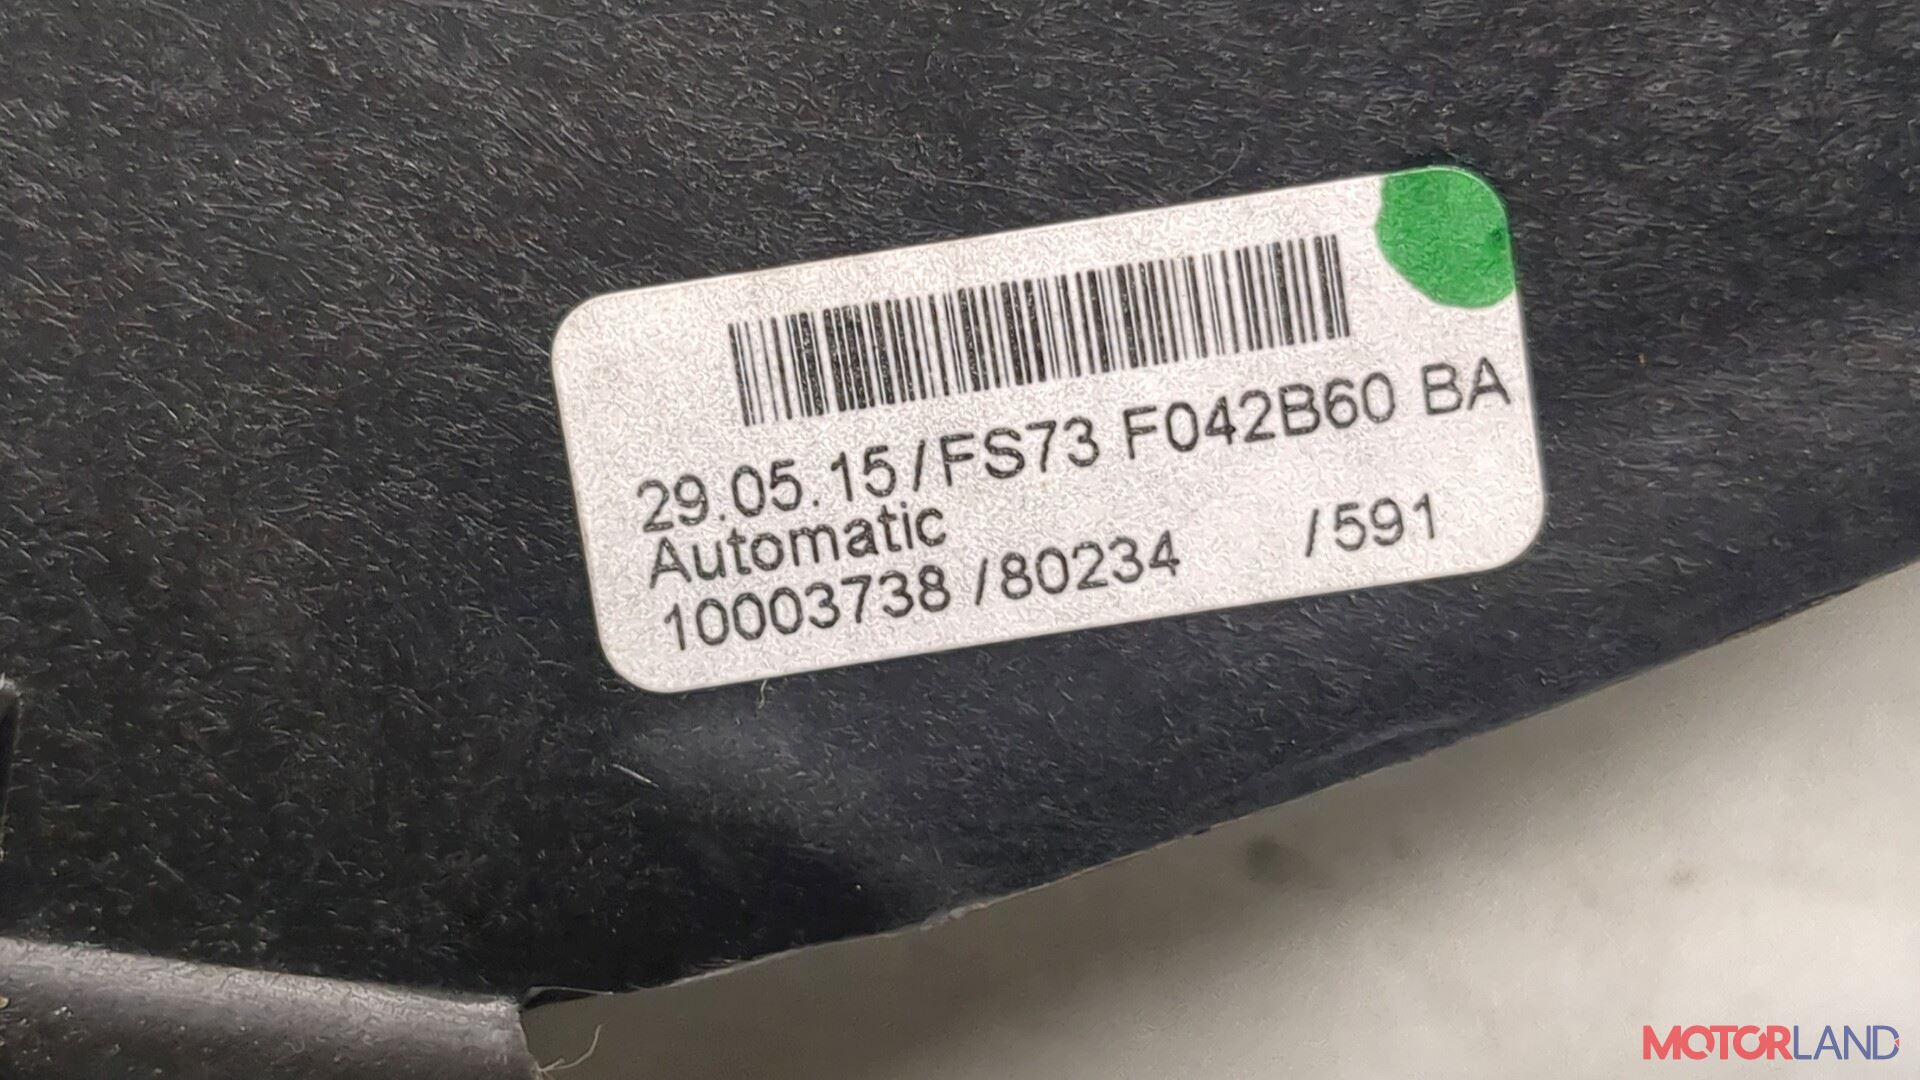 29.05.15/FS73 F042B60 BA
Automatic
10003738 /80234 /591
MOTORLAND